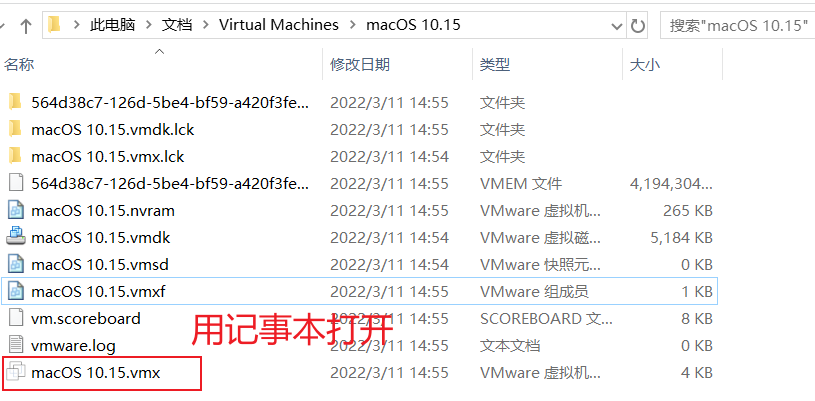 此电脑 > 文档 > Virtual Machines > macOS 10.15 搜索"macOS 10.15"
名称 修改日期 类型 大小
564d38c7-126d-5be4-bf59-a420f3fe... 2022/3/11 14:55 文件夹
macOS 10.15.vmdk.lck 2022/3/11 14:55 文件夹
macOS 10.15.vmx.lck 2022/3/11 14:54 文件夹
564d38c7-126d-5be4-bf59-a420f3fe... 2022/3/11 14:55 VMEM 文件 4,194,304...
macOS 10.15.nvram 2022/3/11 14:55 VMware 虚拟机... 265 KB
macOS 10.15.vmdk 2022/3/11 14:54 VMware 虚拟磁... 5,184 KB
macOS 10.15.vmsd 2022/3/11 14:54 VMware 快照元... 0 KB
macOS 10.15.vmxf 2022/3/11 14:55 VMware 组成员 1 KB
vm.scoreboard 2022/3/11 14:54 SCOREBOARD 文... 8 KB
用记事本打开
vmware.log 2022/3/11 14:55 文本文档 0 KB
macOS 10.15.vmx 2022/3/11 14:55 VMware 虚拟机... 4 KB